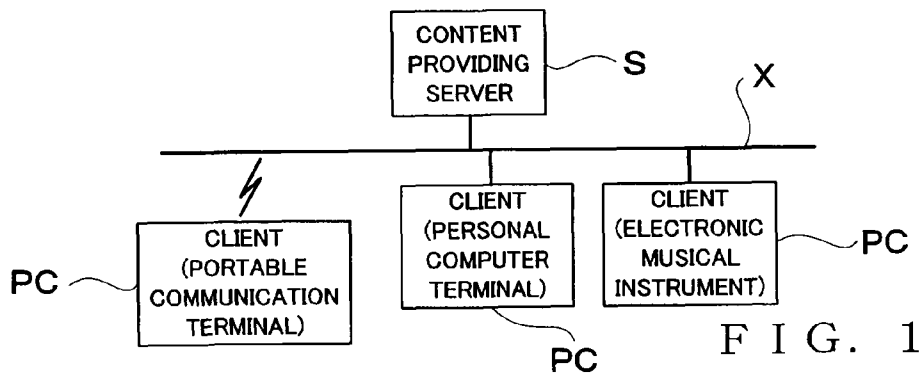 CONTENT
PROVIDING
SERVER
S
X
CLIENT
(PORTABLE
COMMUNICATION
TERMINAL)
PC
CLIENT
(PERSONAL
COMPUTER
TERMINAL)
PC
CLIENT
(ELECTRONIC
MUSICAL
INSTRUMENT)
PC
FIG. 1